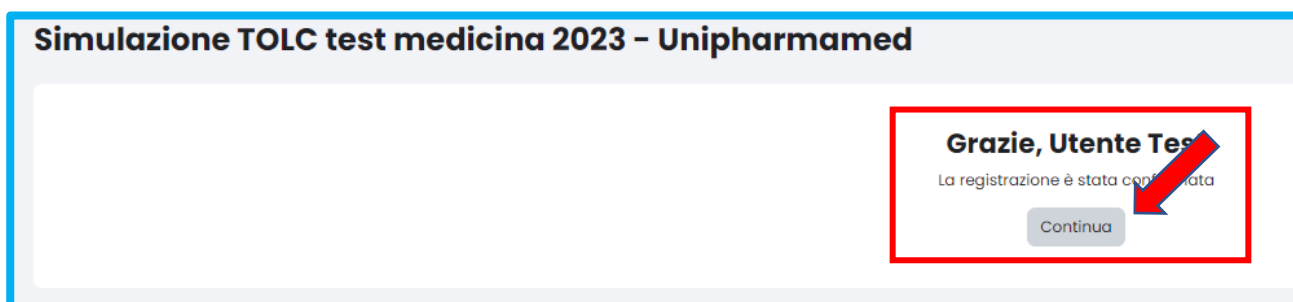 Simulazione TOLC test medicina 2023 - Unipharmamed
Grazie, Utente
La registrazione è stata
Continua